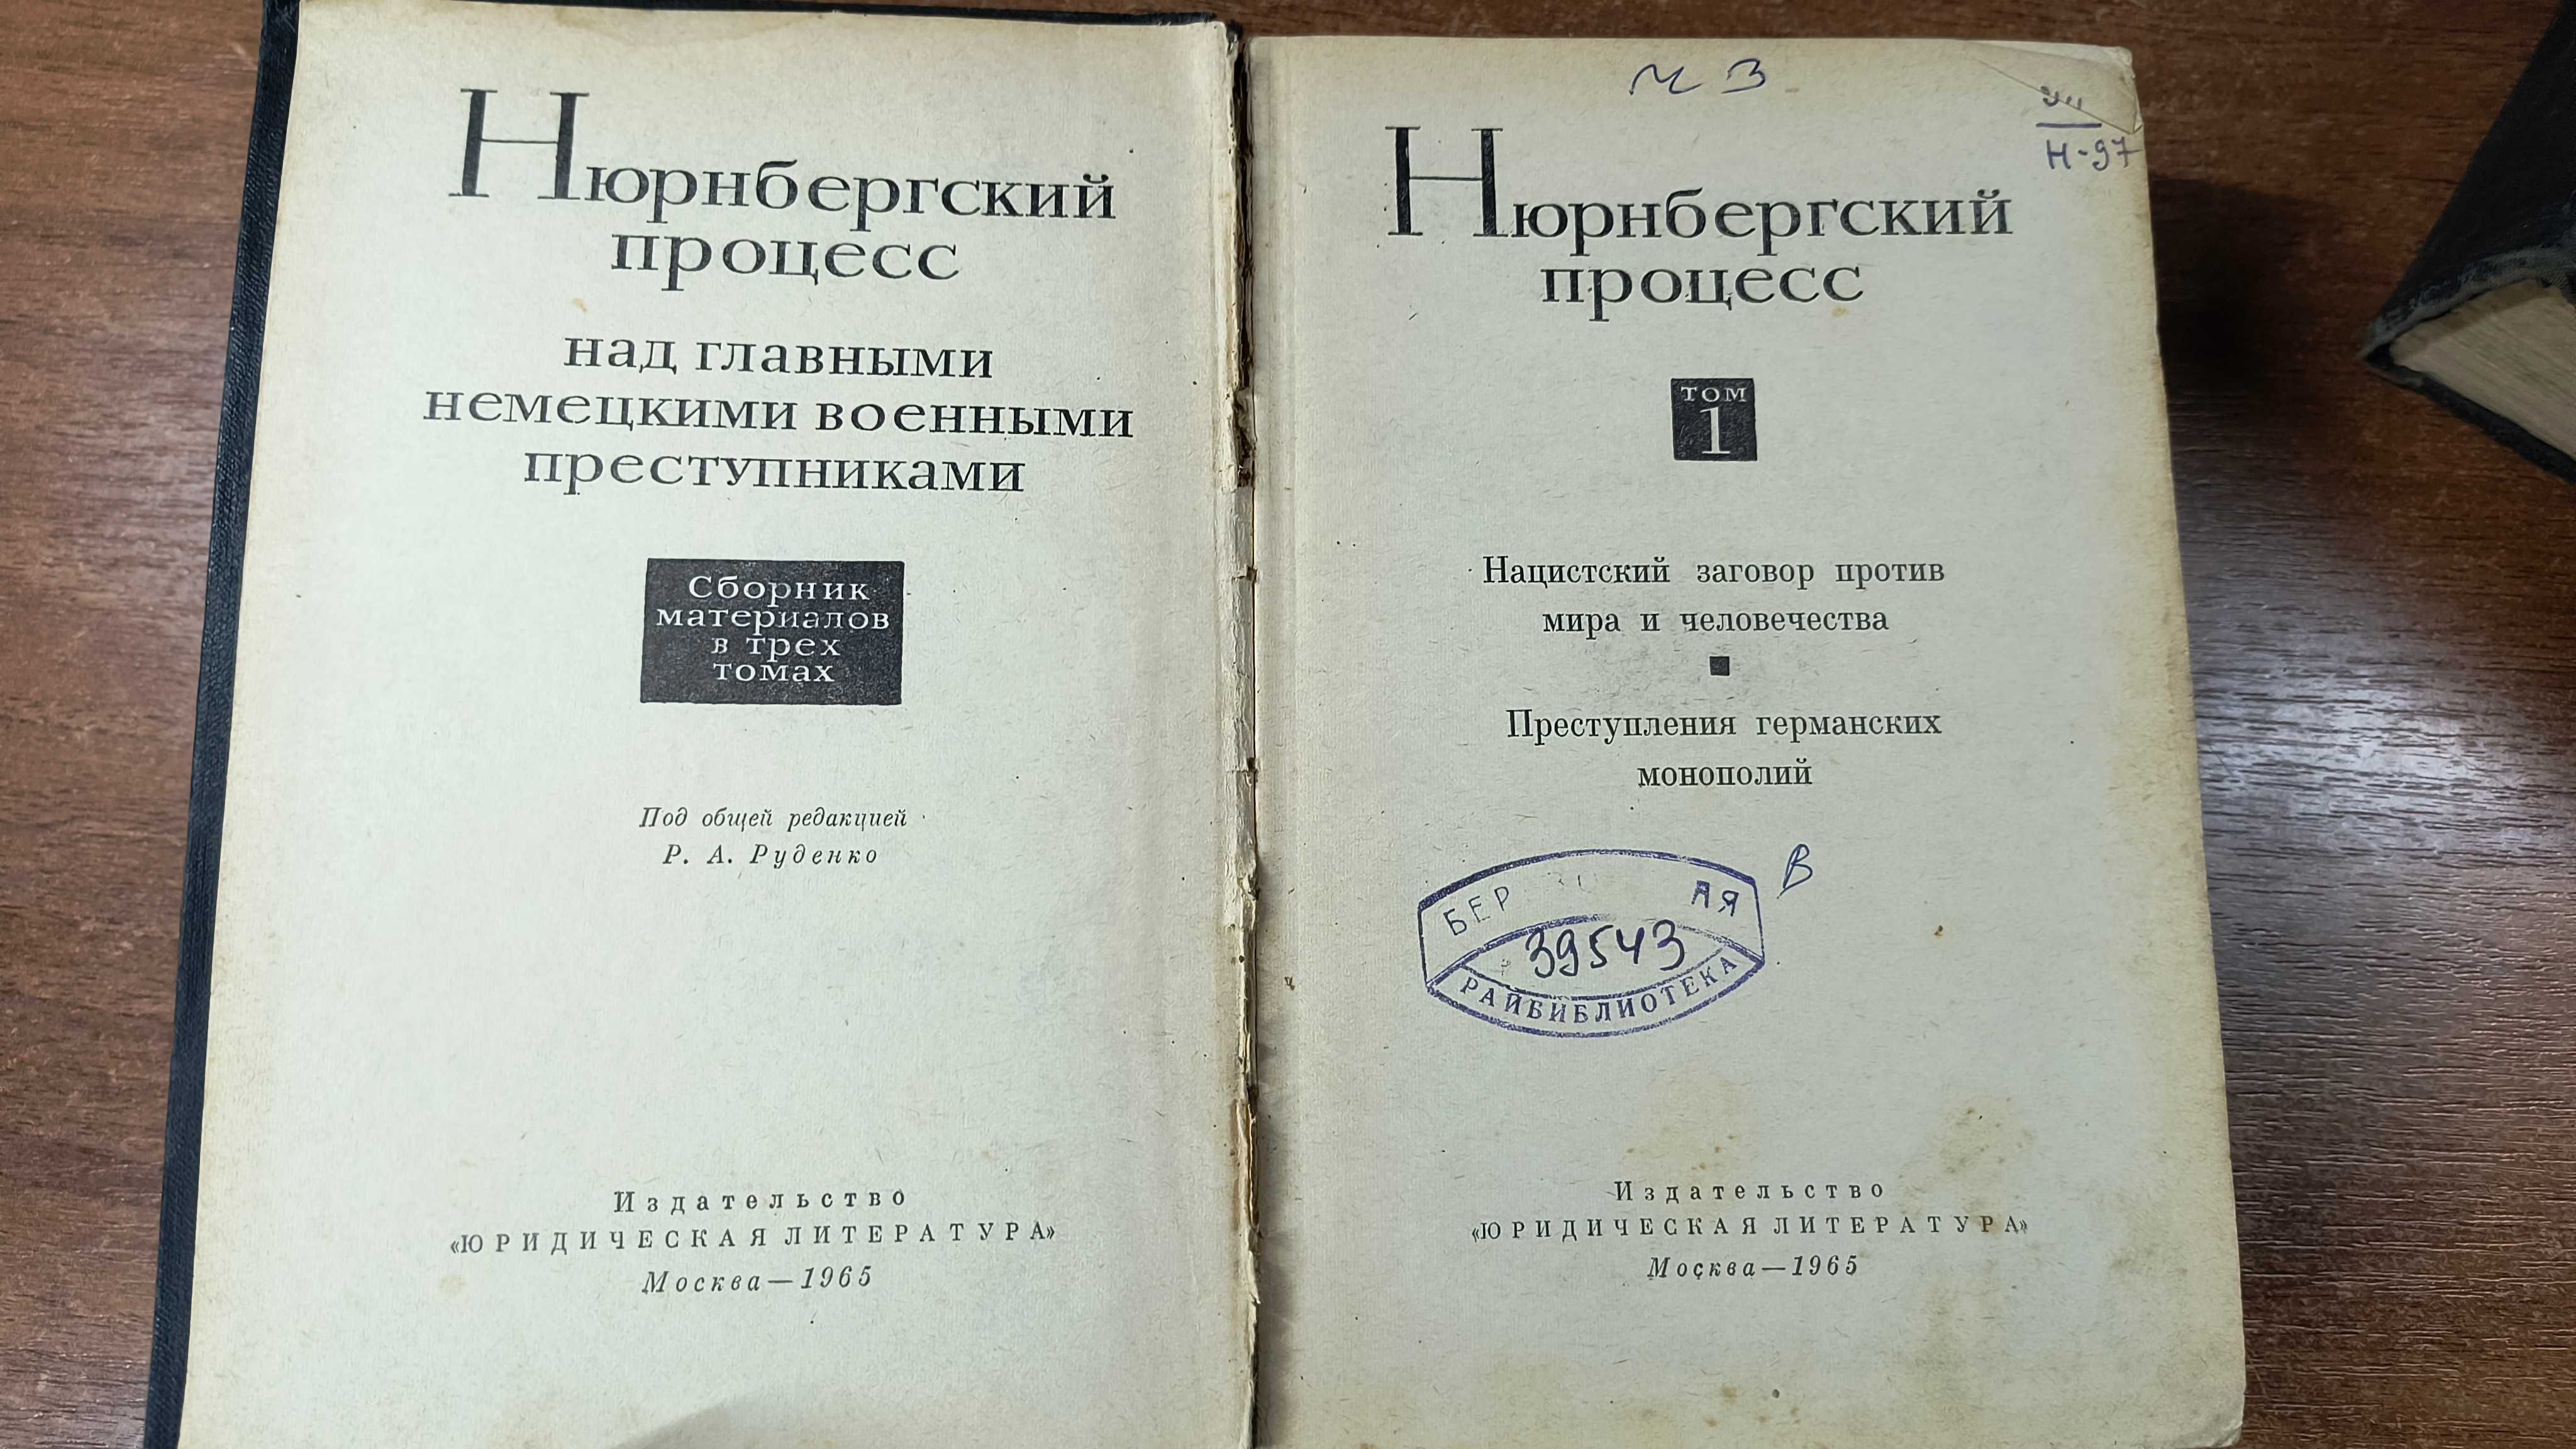 Нюрнбергский
процесс
над главными
немецкими военными
преступниками
Сборник
материалов
в трех
томах
Под общей редакцией
Р. А. Руденко
Издательство
«ЮРИДИЧЕСКАЯ ЛИТЕРАТУРА»
Москва—1965
Н-97
Нюрнбергский
процесс
ТОМ
1
Нацистский заговор против
мира и человечества
Преступления германских
монополий
В
39543
РАЙБИБЛИОТЕКА
Издательство
«ЮРИДИЧЕСКАЯ ЛИТЕРАТУРА»
Москва—1965